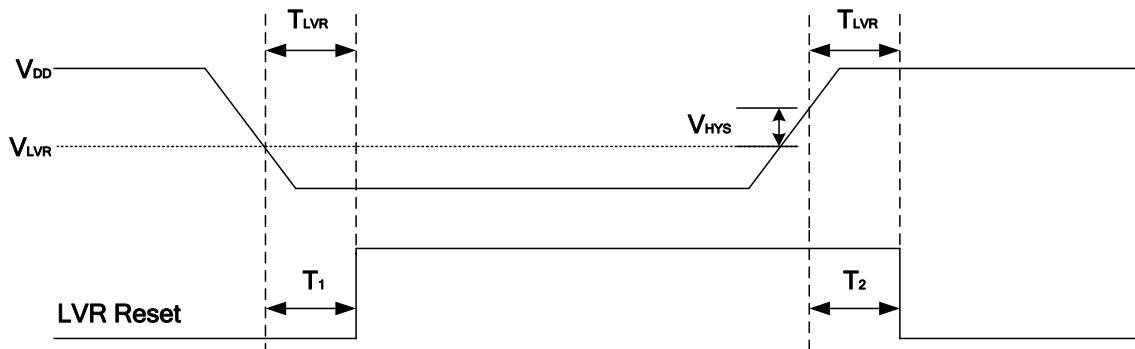 TLVR TLVR
VDD
VHYS
VLVR
T1 T2
LVR Reset